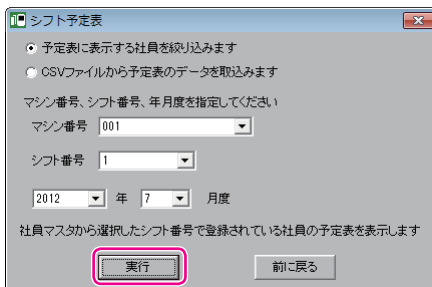 シフト予定表
予定表に表示する社員を絞り込みます
CSVファイルから予定表のデータを取込みます
マシン番号、シフト番号、年月度を指定してください
マシン番号 001
シフト番号 1
2012 年 7 月度
社員マスタから選択したシフト番号で登録されている社員の予定表を表示します
実行 前に戻る